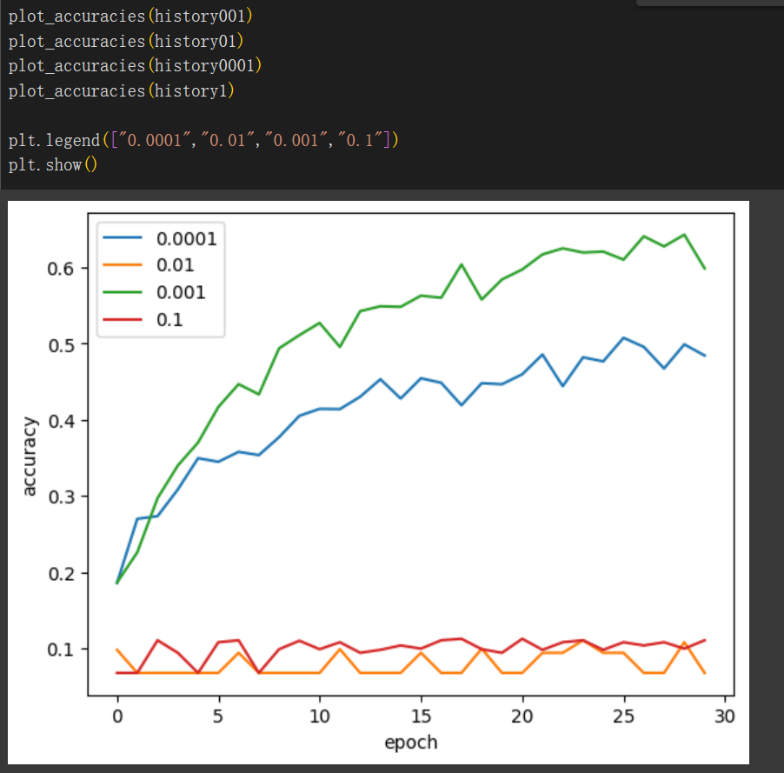 plot_accuracies(history001)
plot_accuracies(history01)
plot_accuracies(history0001)
plot_accuracies(history1)
plt.legend(["0.0001","0.01","0.001","0.1"])
plt.show()
0.0001
0.01
0.001
0.1
0.6
0.5
0.4
0.3
0.2
0.1
accuracy
0 5 10 15 20 25 30
epoch